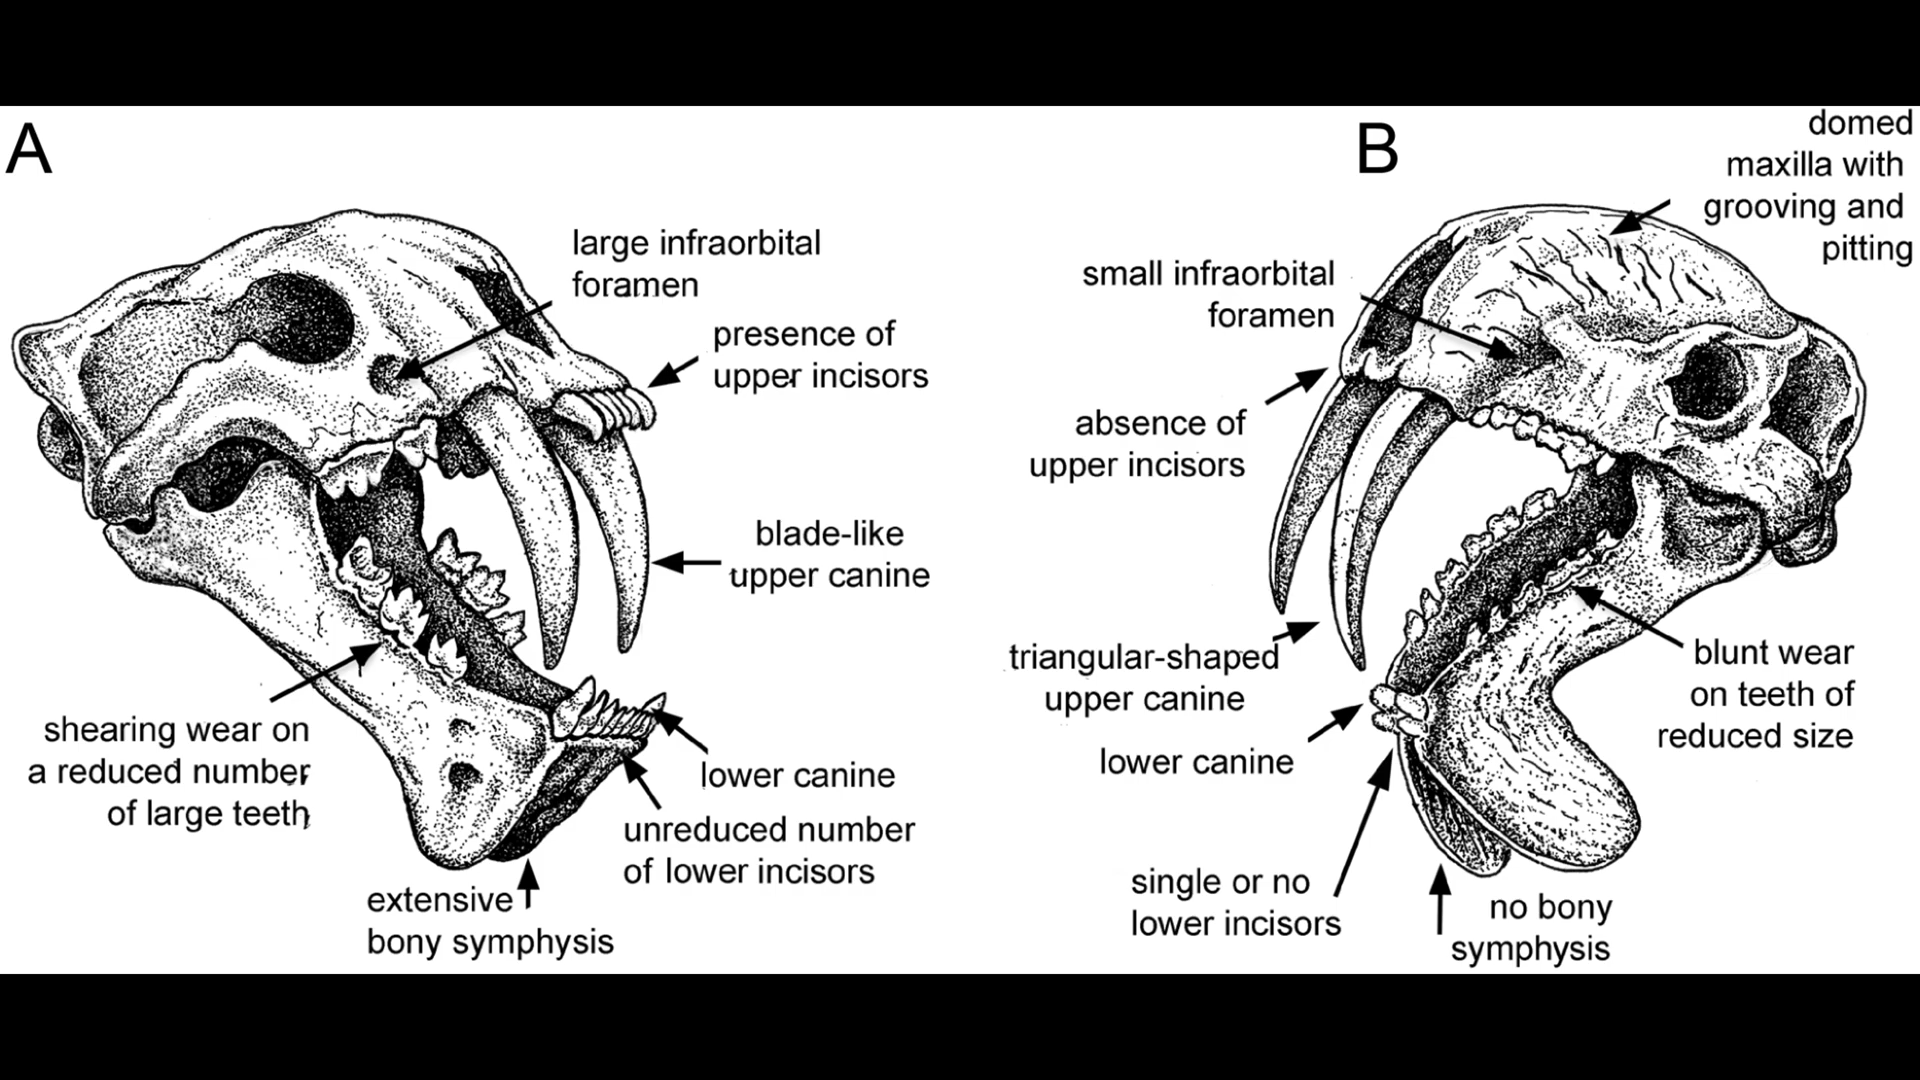 A
large infraorbital
foramen
presence of
upper incisors
blade-like
upper canine
shearing wear on
a reduced number
of large teeth
lower canine
unreduced number
of lower incisors
extensive
bony symphysis
B
domed
maxilla with
grooving and
pitting
small infraorbital
foramen
absence of
upper incisors
triangular-shaped
upper canine
lower canine
blunt wear
on teeth of
reduced size
single or no
lower incisors
no bony
symphysis